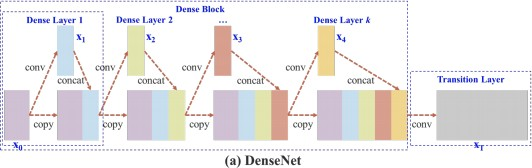 Dense Block
Dense Layer 1 Dense Layer 2 ... Dense Layer k
x1 x2 x3 x4
conv concat conv concat conv concat conv concat
Transition Layer
copy copy copy copy conv
x0 xT
(a) DenseNet